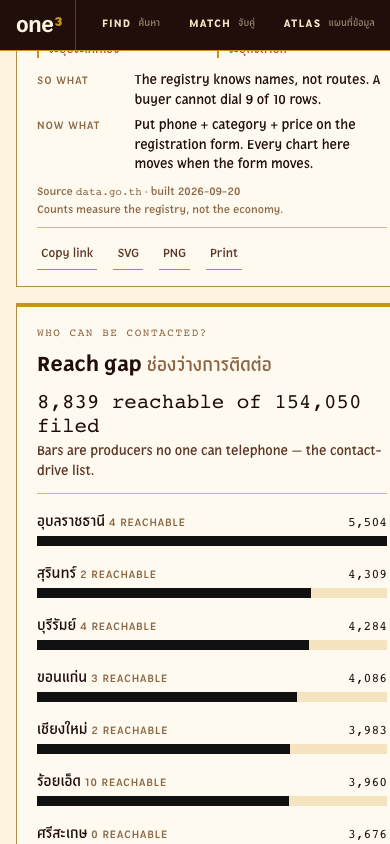 one³
FIND ค้นหา
MATCH จับคู่
ATLAS แผนที่ข้อมูล
SO WHAT
The registry knows names, not routes. A
buyer cannot dial 9 of 10 rows.
NOW WHAT
Put phone + category + price on the
registration form. Every chart here
moves when the form moves.
Source data.go.th · built 2026-09-20
Counts measure the registry, not the economy.
Copy link SVG PNG Print
WHO CAN BE CONTACTED?
Reach gap ช่องว่างการติดต่อ
8,839 reachable of 154,050
filed
Bars are producers no one can telephone — the contact-
drive list.
อุบลราชธานี 4 REACHABLE 5,504
สุรินทร์ 2 REACHABLE 4,309
บุรีรัมย์ 4 REACHABLE 4,284
ขอนแก่น 3 REACHABLE 4,086
เชียงใหม่ 2 REACHABLE 3,983
ร้อยเอ็ด 10 REACHABLE 3,960
ศรีสะเกษ 0 REACHABLE 3,676